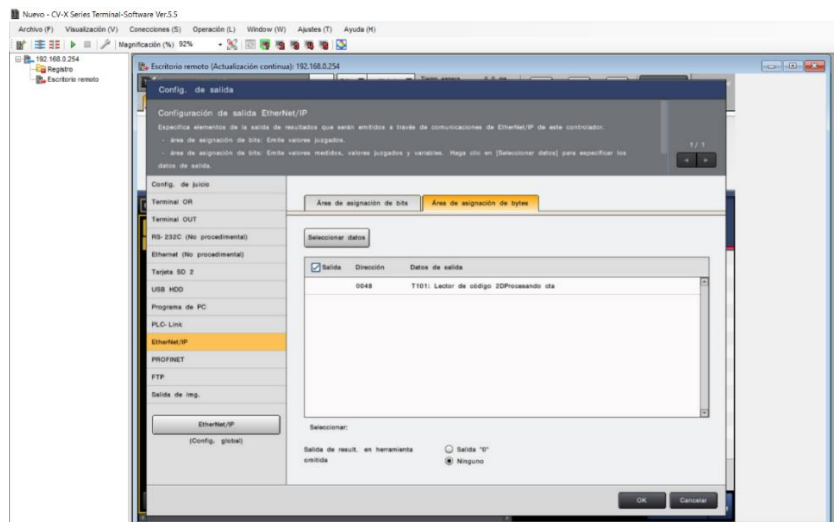 Nuevo - CV-X Series Terminal-Software Ver.5.5
Archivo (F) Visualización (V) Conecciones (S) Operación (L) Window (W) Ajustes (T) Ayuda (H)
Magnificación (%) 92%
192.168.0.254
Registro
Escritorio remoto
Escritorio remoto (Actualización continua): 192.168.0.254
Config. de salida
Configuración de salida EtherNet/IP
Especifica elementos de la salida de resultados que serán emitidos a través de comunicaciones de EtherNet/IP de este controlador.
- área de asignación de bits: Emite valores juzgados.
- área de asignación de bits: Emite valores medidos, valores juzgados y variables. Haga clic en [Seleccionar datos] para especificar los
datos de salida.
1/ 1
Config. de juicio
Terminal OR
Terminal OUT
RS-232C (No procedimental)
Ethernet (No procedimental)
Tarjeta SD 2
USB HDD
Programa de PC
PLC-Link
EtherNet/IP
PROFINET
FTP
Salida de img.
EtherNet/IP
(Config. global)
Área de asignación de bits
Área de asignación de bytes
Seleccionar datos
Salida Dirección Datos de salida
0048 T101: Lector de código 2DProcesando cta
Seleccionar:
Salida de result. en herramienta
omitida
Salida "0"
Ninguno
OK
Cancelar